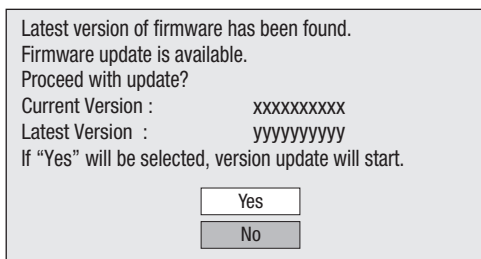 Latest version of firmware has been found.
Firmware update is available.
Proceed with update?
Current Version : xxxxxxxxxx
Latest Version : yyyyyyyyyy
If “Yes” will be selected, version update will start.
Yes
No